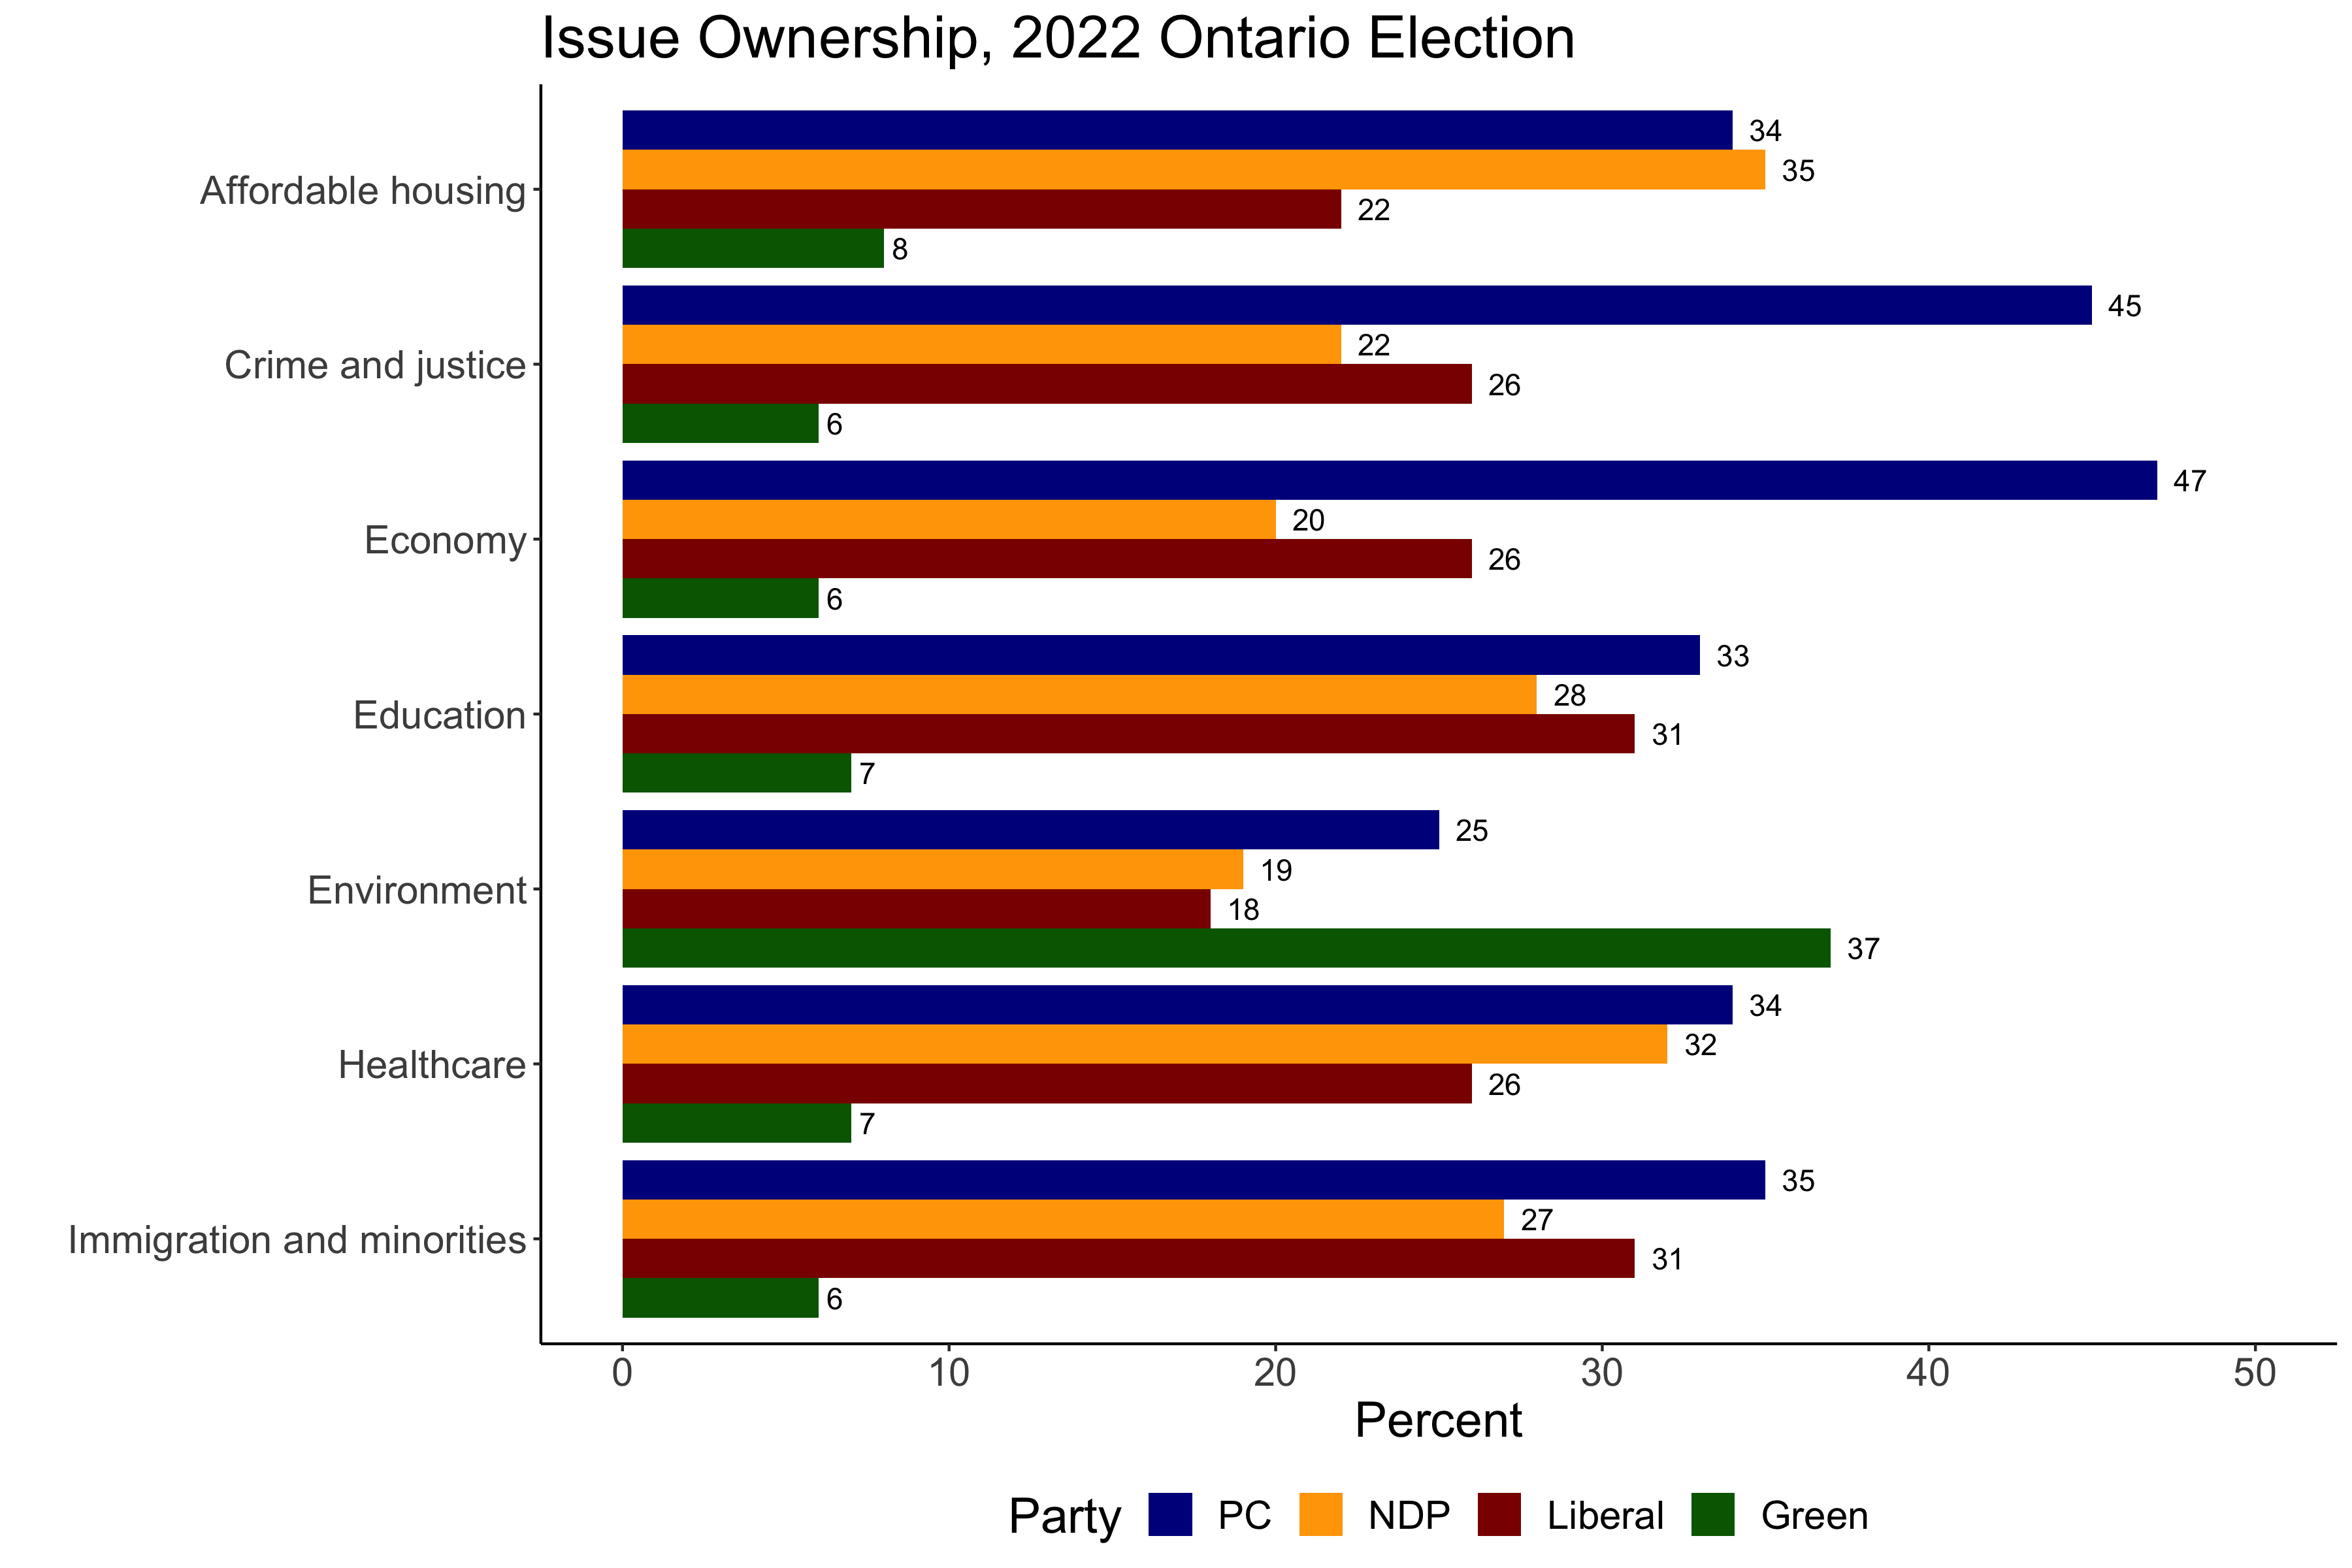 Issue Ownership, 2022 Ontario Election
34
Affordable housing
35
22
8
45
Crime and justice
22
26
6
47
Economy
20
26
6
33
Education
28
31
7
25
Environment
19
18
37
34
Healthcare
32
26
7
35
Immigration and minorities
27
31
6
0 10 20 30 40 50
Percent
Party PC NDP Liberal Green